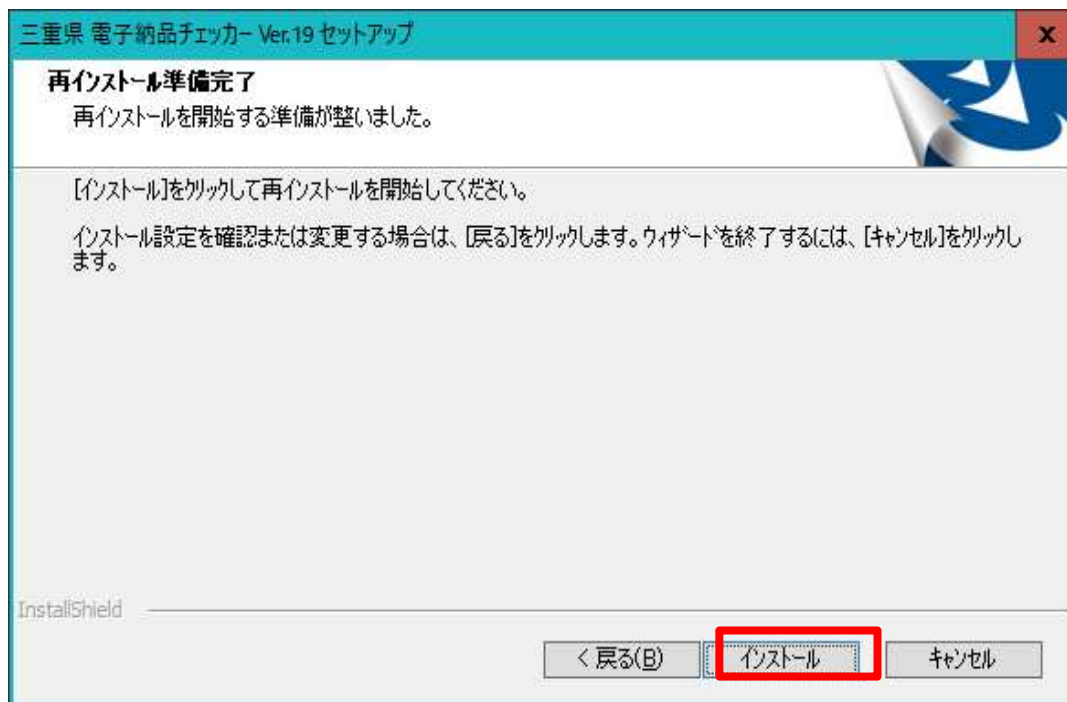 三重県 電子納品チェッカー Ver.19 セットアップ
再インストール準備完了
再インストールを開始する準備が整いました。
[インストール]をクリックして再インストールを開始してください。
インストール設定を確認または変更する場合は、[戻る]をクリックします。ウィザードを終了するには、[キャンセル]をクリックし
ます。
InstallShield
< 戻る(B)
インストール
キャンセル